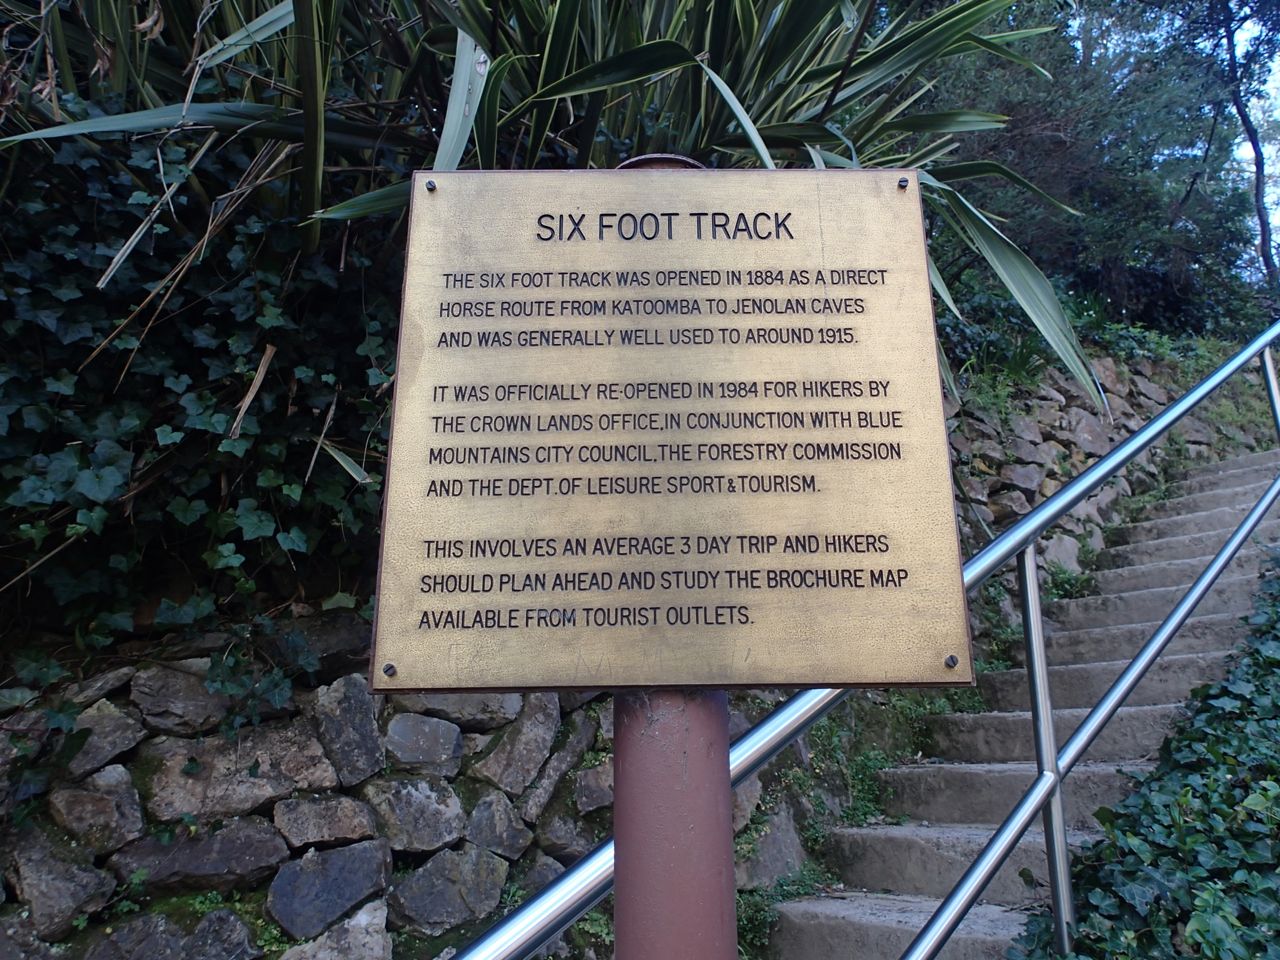 SIX FOOT TRACK
THE SIX FOOT TRACK WAS OPENED IN 1884 AS A DIRECT
HORSE ROUTE FROM KATOOMBA TO JENOLAN CAVES
AND WAS GENERALLY WELL USED TO AROUND 1915.
IT WAS OFFICIALLY RE-OPENED IN 1984 FOR HIKERS BY
THE CROWN LANDS OFFICE, IN CONJUNCTION WITH BLUE
MOUNTAINS CITY COUNCIL, THE FORESTRY COMMISSION
AND THE DEPT. OF LEISURE SPORT & TOURISM.
THIS INVOLVES AN AVERAGE 3 DAY TRIP AND HIKERS
SHOULD PLAN AHEAD AND STUDY THE BROCHURE MAP
AVAILABLE FROM TOURIST OUTLETS.